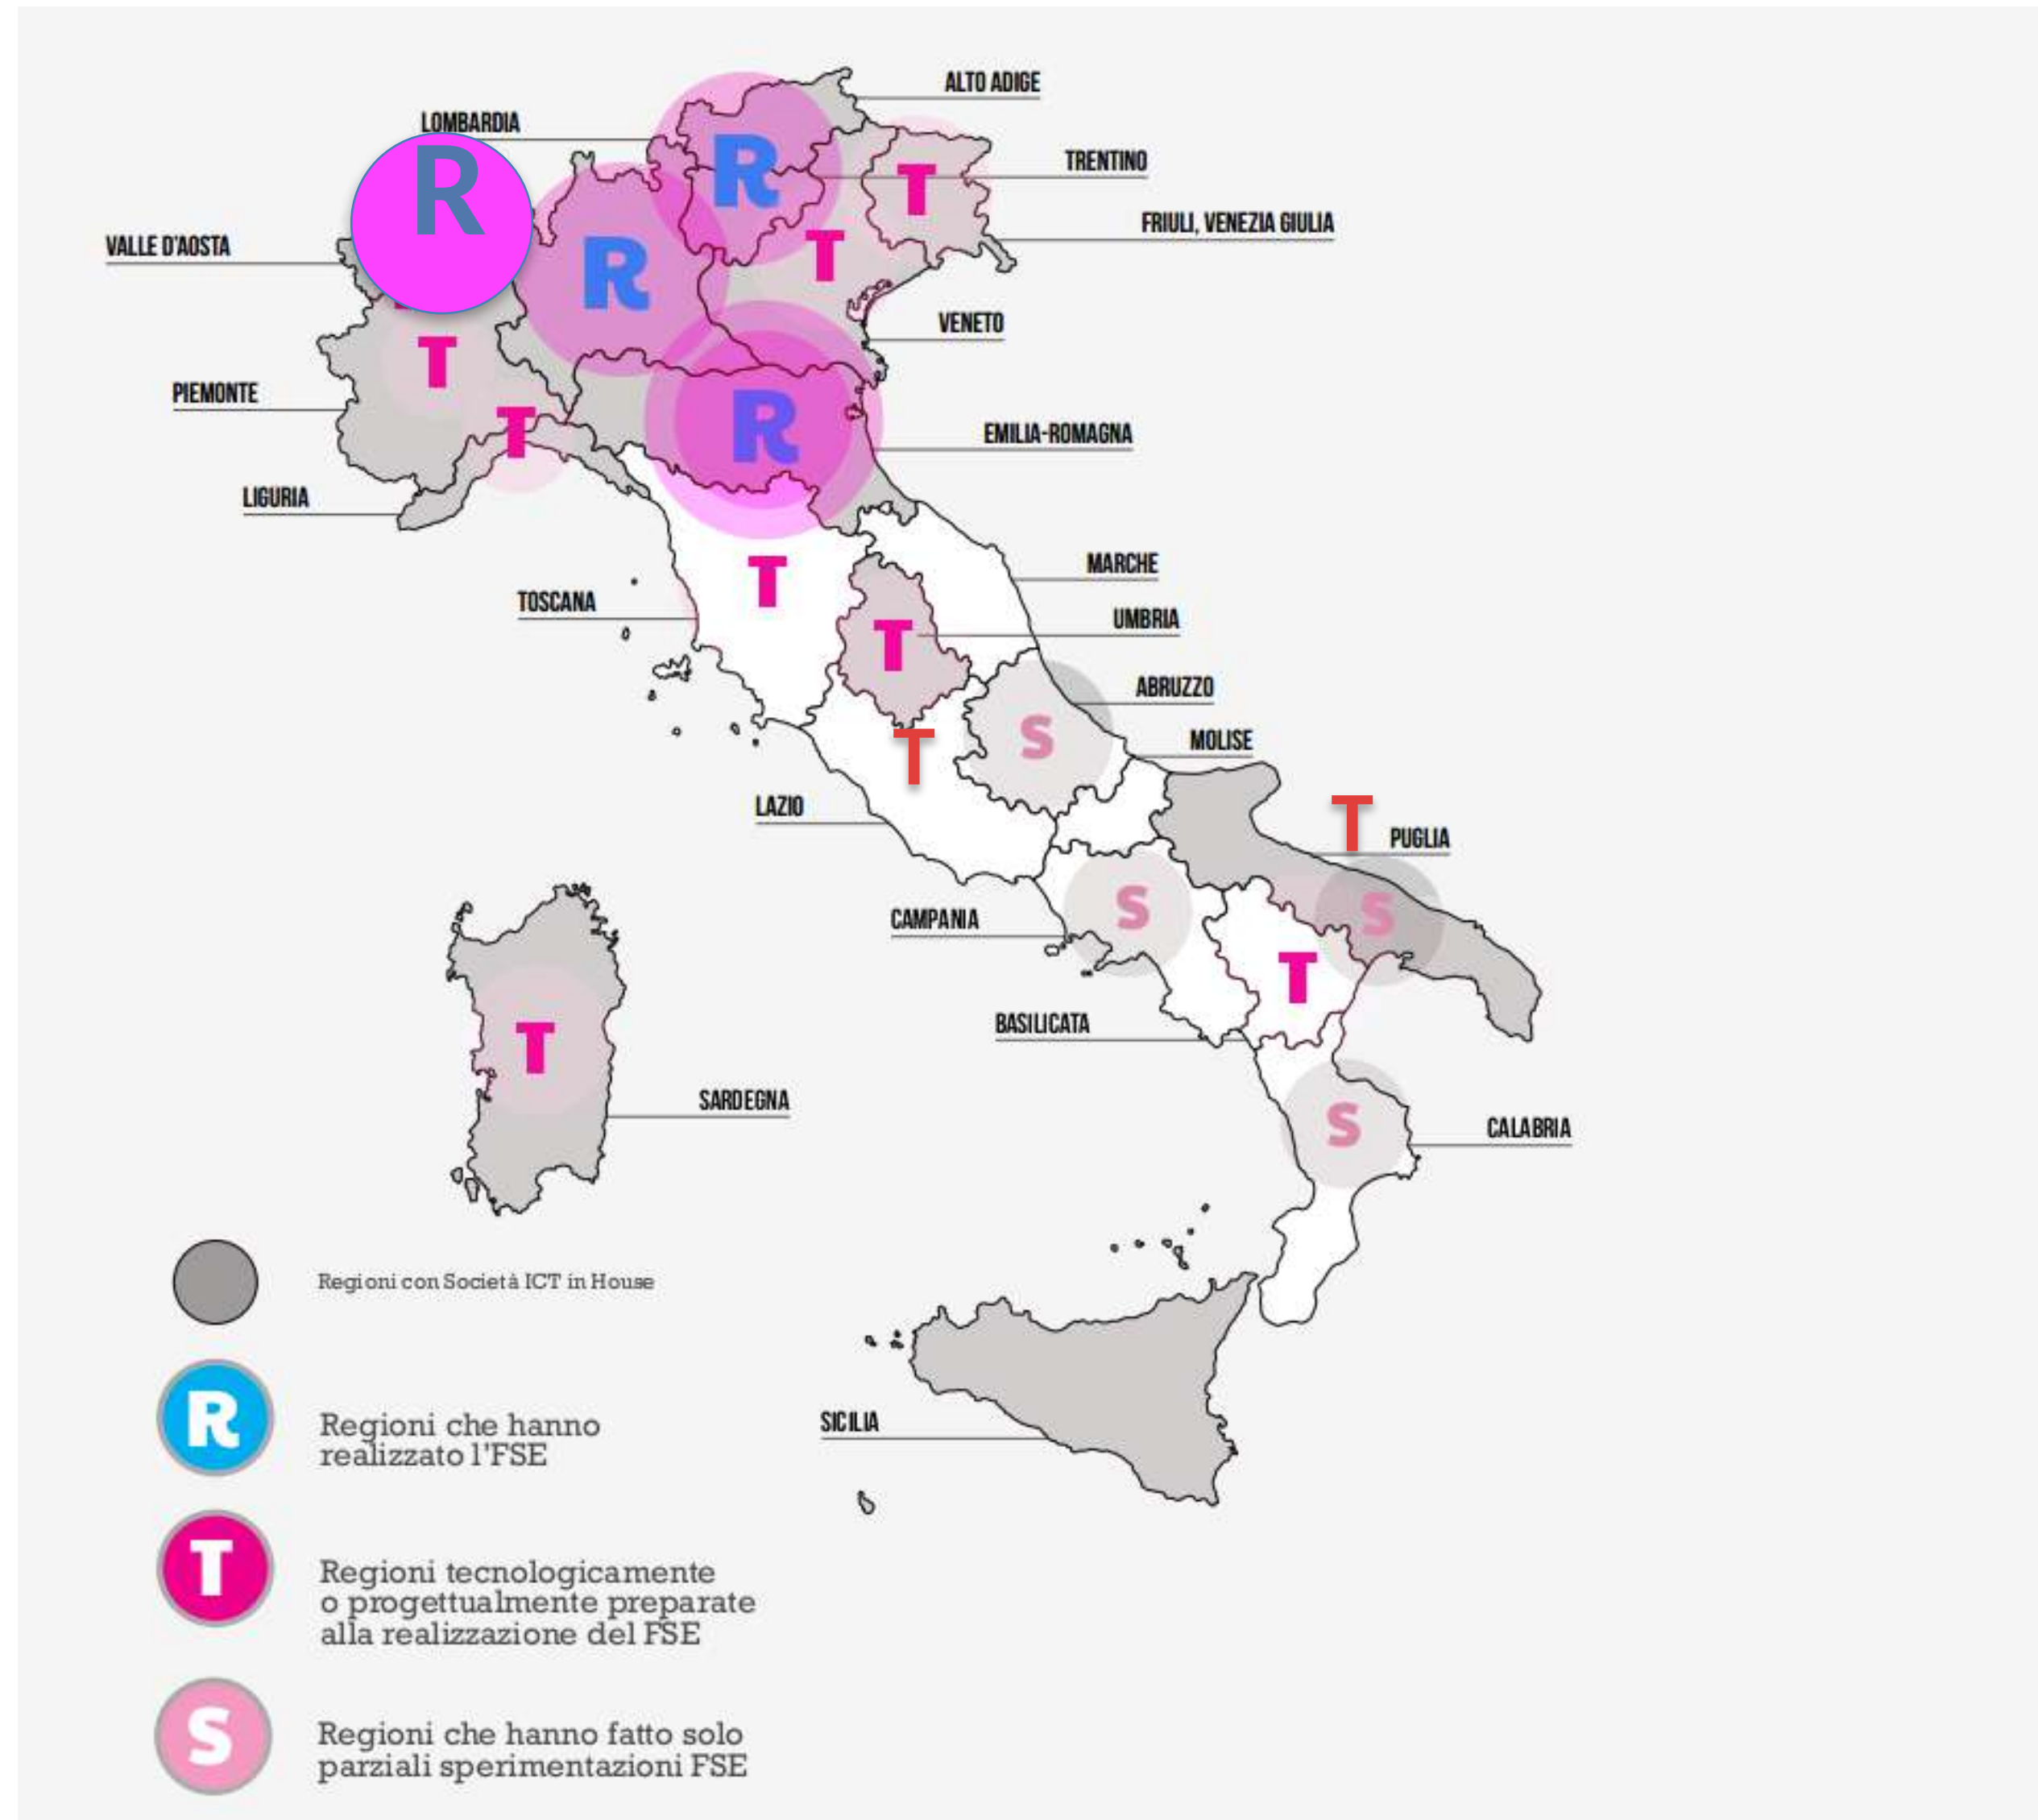 ALTO ADIGE
LOMBARDIA
R
R
TRENTINO
T
FRIULI, VENEZIA GIULIA
VALLE D'AOSTA
T
R
VENETO
T
PIEMONTE
T
R
EMILIA-ROMAGNA
LIGURIA
MARCHE
T
TOSCANA
UMBRIA
T
ABRUZZO
S
MOLISE
T
LAZIO
T
PUGLIA
S
CAMPANIA
S
T
BASILICATA
T
SARDEGNA
S
CALABRIA
Regioni con Società ICT in House
R
Regioni che hanno
realizzato l'FSE
SICILIA
T
Regioni tecnologicamente
o progettualmente preparate
alla realizzazione del FSE
S
Regioni che hanno fatto solo
parziali sperimentazioni FSE